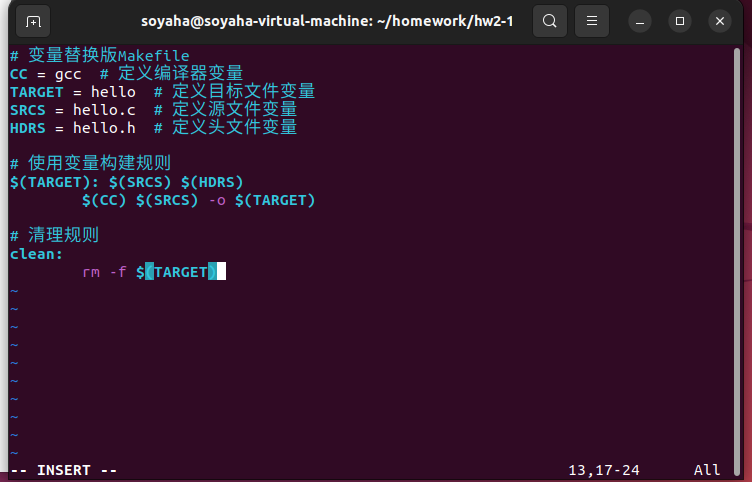 soyaha@soyaha-virtual-machine: ~/homework/hw2-1
# 变量替换版Makefile
CC = gcc  # 定义编译器变量
TARGET = hello  # 定义目标文件变量
SRCS = hello.c  # 定义源文件变量
HDRS = hello.h  # 定义头文件变量
# 使用变量构建规则
$(TARGET): $(SRCS) $(HDRS)
        $(CC) $(SRCS) -o $(TARGET)
# 清理规则
clean:
        rm -f $(TARGET)
~
~
~
~
~
~
~
~
~
~
-- INSERT --                    13,17-24        All